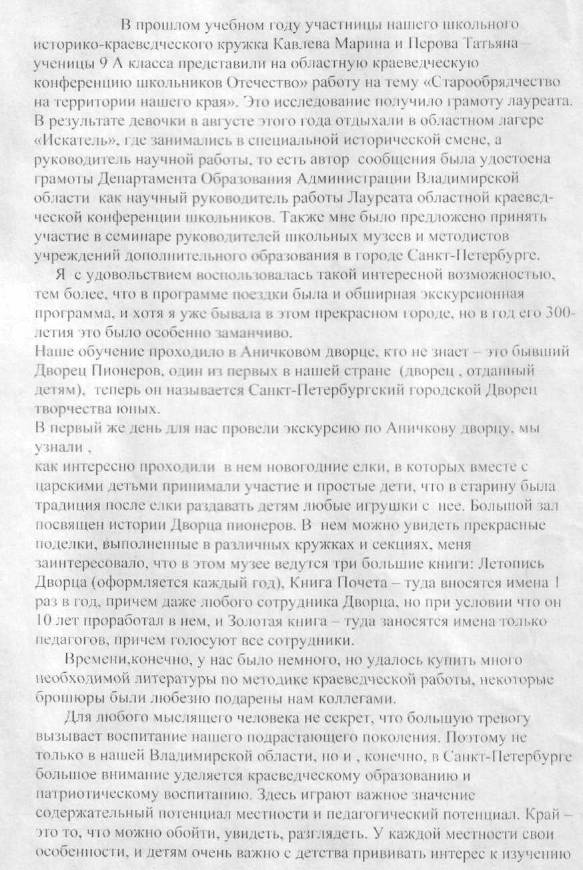 В прошлом учебном году участницы нашего школьного
историко-краеведческого кружка Кавлева Марина и Перова Татьяна –
ученицы 9 А класса представили на областную краеведческую
конференцию школьников Отечество» работу на тему «Старообрядчество
на территории нашего края». Это исследование получило грамоту лауреата.
В результате девочки в августе этого года отдыхали в областном лагере
«Искатель», где занимались в специальной исторической смене, а
руководитель научной работы, то есть автор сообщения была удостоена
грамоты Департамента Образования Администрации Владимирской
области как научный руководитель работы Лауреата областной краевед-
ческой конференции школьников. Также мне было предложено принять
участие в семинаре руководителей школьных музеев и методистов
учреждений дополнительного образования в городе Санкт-Петербурге.
Я с удовольствием воспользовалась такой интересной возможностью,
тем более, что в программе поездки была и обширная экскурсионная
программа, и хотя я уже бывала в этом прекрасном городе, но в год его 300-
летия это было особенно заманчиво.
Наше обучение проходило в Аничковом дворце, кто не знает – это бывший
Дворец Пионеров, один из первых в нашей стране (дворец , отданный
детям), теперь он называется Санкт-Петербургский городской Дворец
творчества юных.
В первый же день для нас провели экскурсию по Аничкову дворцу, мы
узнали ,
как интересно проходили в нем новогодние елки, в которых вместе с
царскими детьми принимали участие и простые дети, что в старину была
традиция после елки раздавать детям любые игрушки с нее. Большой зал
посвящен истории Дворца пионеров. В нем можно увидеть прекрасные
поделки, выполненные в различных кружках и секциях, меня
заинтересовало, что в этом музее ведутся три большие книги: Летопись
Дворца (оформляется каждый год), Книга Почета – туда вносятся имена 1
раз в год, причем даже любого сотрудника Дворца, но при условии что он
10 лет проработал в нем, и Золотая книга – туда заносятся имена только
педагогов, причем голосуют все сотрудники.
Времени,конечно, у нас было немного, но удалось купить много
необходимой литературы по методике краеведческой работы, некоторые
брошюры были любезно подарены нам коллегами.
Для любого мыслящего человека не секрет, что большую тревогу
вызывает воспитание нашего подрастающего поколения. Поэтому не
только в нашей Владимирской области, но и , конечно, в Санкт-Петербурге
большое внимание уделяется краеведческому образованию и
патриотическому воспитанию. Здесь играют важное значение
содержательный потенциал местности и педагогический потенциал. Край –
это то, что можно обойти, увидеть, разглядеть. У каждой местности свои
особенности, и детям очень важно с детства прививать интерес к изучению